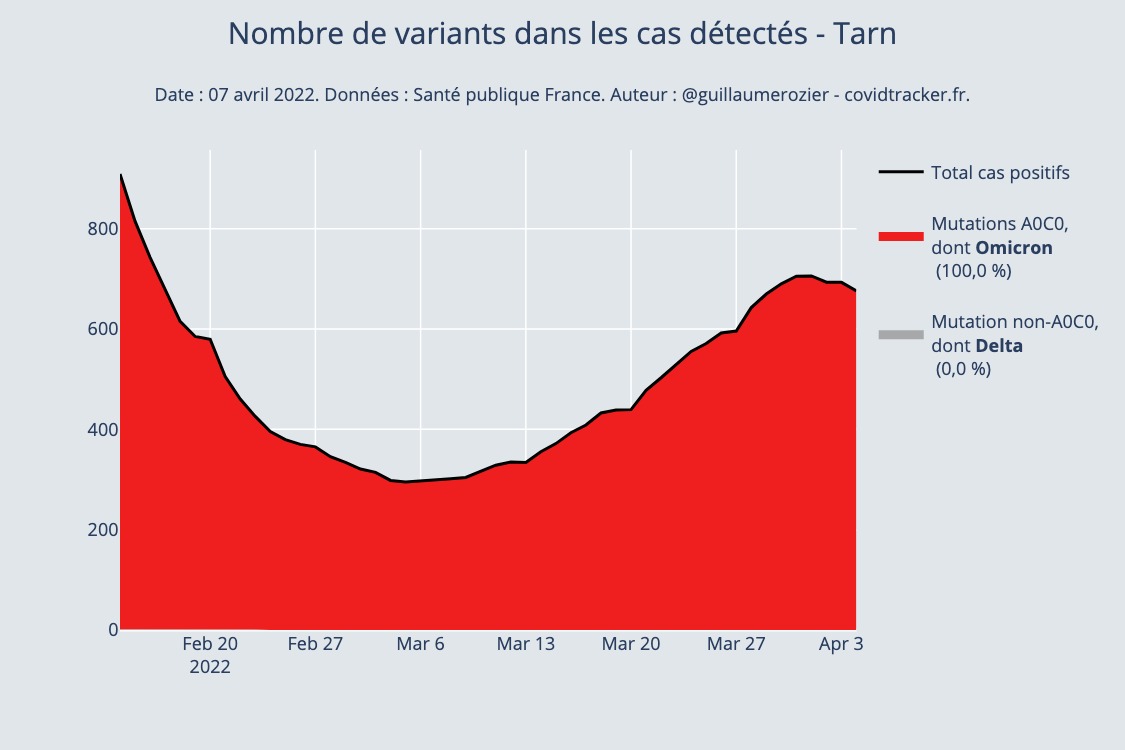 Nombre de variants dans les cas détectés - Tarn
Date : 07 avril 2022. Données : Santé publique France. Auteur : @guillaumerozier - covidtracker.fr.
Total cas positifs
Mutations A0C0,
dont Omicron
(100,0 %)
Mutation non-A0C0,
dont Delta
(0,0 %)
800
600
400
200
0
Feb 20
2022
Feb 27
Mar 6
Mar 13
Mar 20
Mar 27
Apr 3